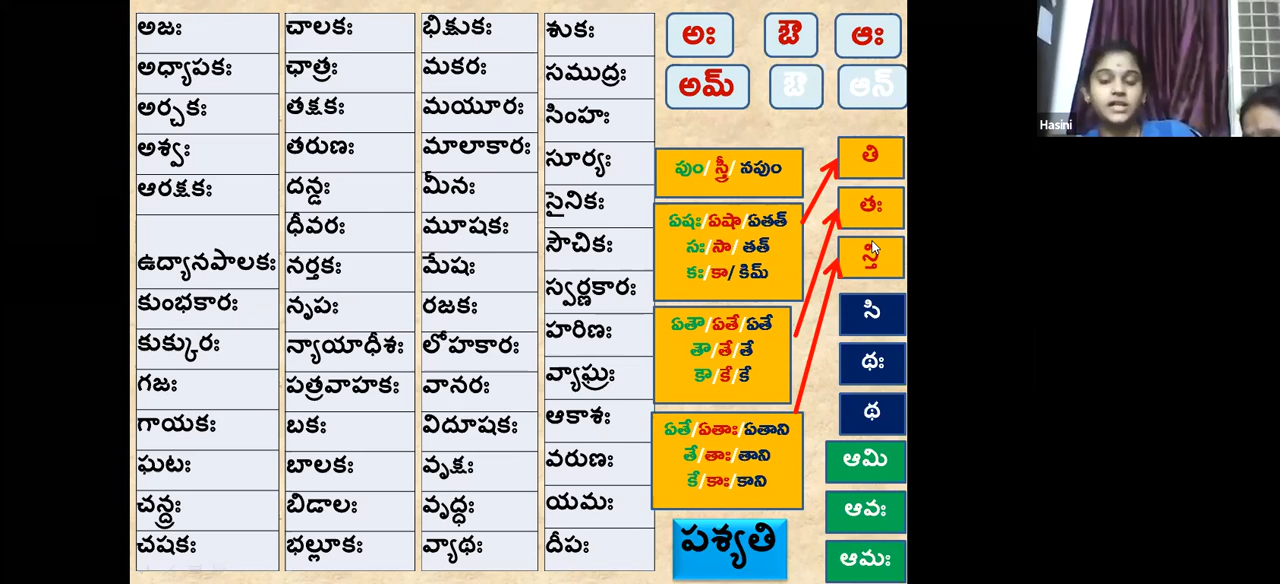 అజః
అధ్యాపకః
అర్చకః
అశ్వః
ఆరక్షకః
ఉద్యానపాలకః
కుంభకారః
కుక్కురః
గజః
గాయకః
ఘటః
చన్ద్రః
చషకః
చాలకః
ఛాత్రః
తక్షకః
తరుణః
దన్డః
ధీవరః
నర్తకః
నృపః
న్యాయాధీశః
పత్రవాహకః
బకః
బాలకః
బిడాలః
భల్లూకః
భిక్షుకః
మకరః
మయూరః
మాలాకారః
మీనః
మూషకః
మేషః
రజకః
లోహకారః
వానరః
విదూషకః
వృక్షః
వృద్ధః
వ్యాధః
శుకః
సముద్రః
సింహః
సూర్యః
సైనికః
సౌచికః
స్వర్ణకారః
హరిణః
వ్యాఘ్రః
ఆకాశః
వరుణః
యమః
దీపః
అః ఔ ఆః
అమ్ ఔ ఆన్
పుం/ స్త్రీ/ నపుం
ఏషః/ఏషా/ఏతత్
సః/సా/ తత్
కః/కా/ కిమ్
ఏతౌ/ఏతే/ఏతే
తౌ/తే/తే
కౌ/కే/కే
ఏతే/ఏతాః/ఏతాని
తే/తాః/తాని
కే/కాః/కాని
పశ్యతి
తి
తః
స్తి
సి
థః
థ
ఆమి
ఆవః
ఆమః
Hasini